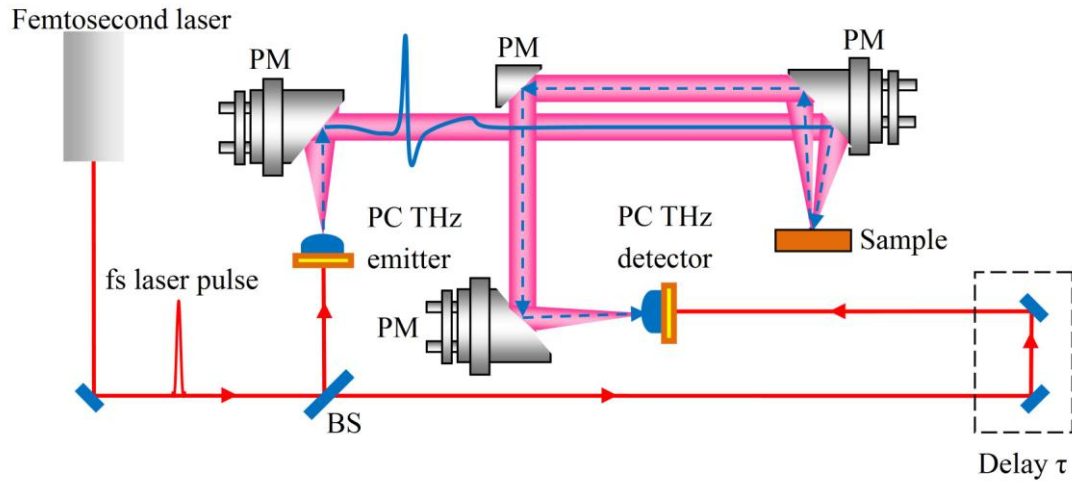 Femtosecond laser
PM
PM
PM
PC THz
emitter
PC THz
detector
Sample
fs laser pulse
PM
BS
Delay τ